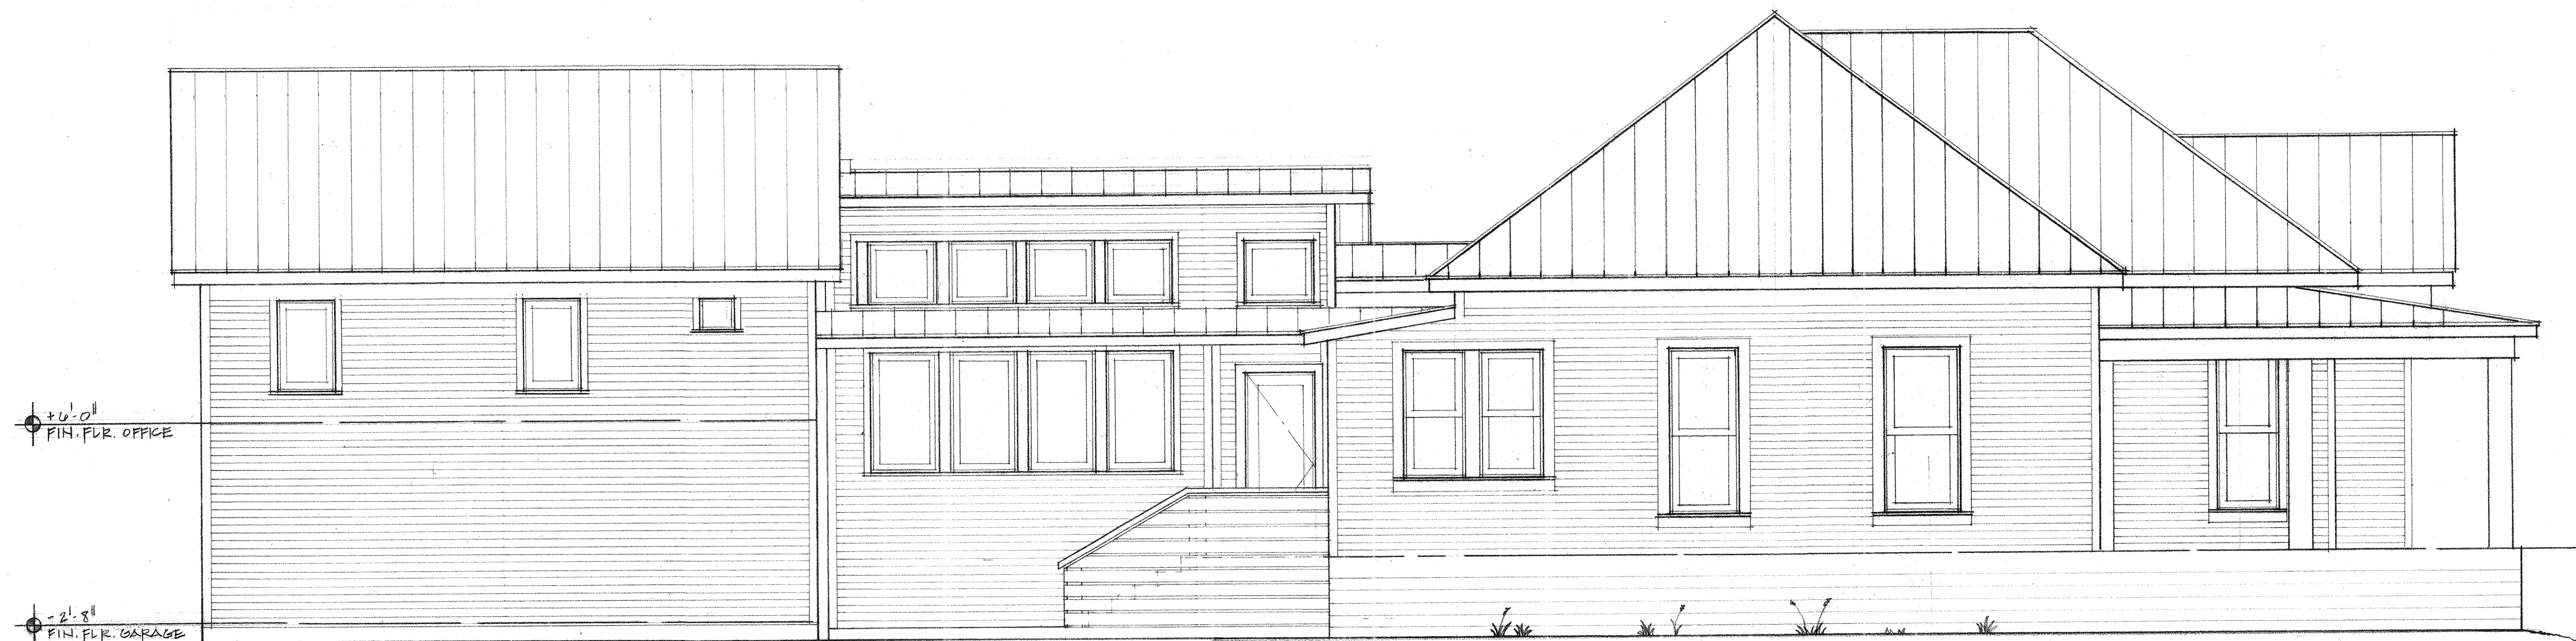 +6'-0"
FIN. FLR. OFFICE
-2'-8"
FIN. FLR. GARAGE